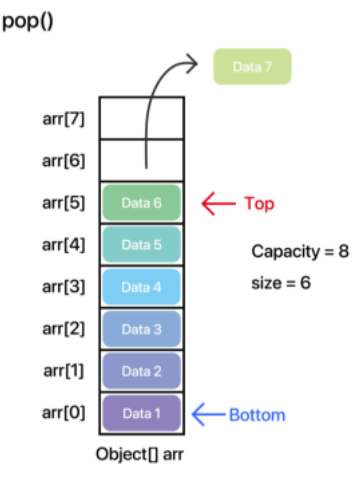 pop()
Data 7
arr[7]
arr[6]
arr[5] Data 6 Top
arr[4] Data 5
Capacity = 8
arr[3] Data 4
size = 6
arr[2] Data 3
arr[1] Data 2
arr[0] Data 1 Bottom
Object[] arr